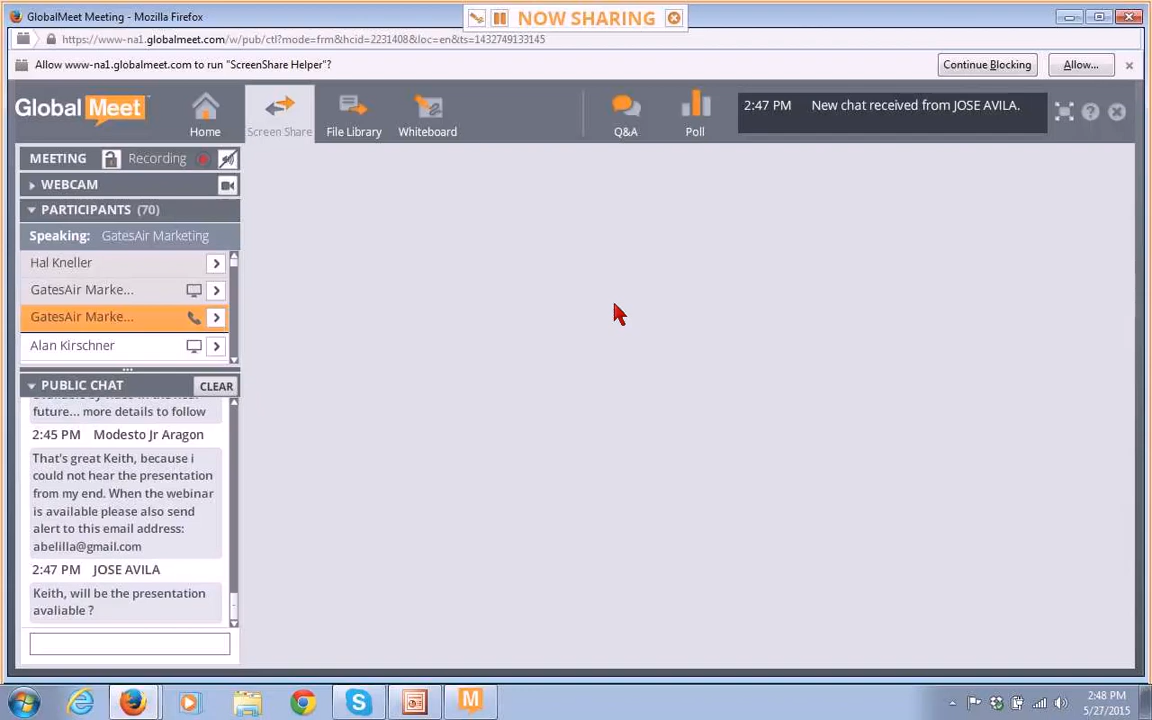 GlobalMeet Meeting - Mozilla Firefox
NOW SHARING
https://www-na1.globalmeet.com/w/pub/ctl?mode=frm&hcid=2231408&loc=en&ts=1432749133145
Allow www-na1.globalmeet.com to run "ScreenShare Helper"?
Continue Blocking
Allow...
Global Meet
Home
Screen Share
File Library
Whiteboard
Q&A
Poll
2:47 PM New chat received from JOSE AVILA.
MEETING Recording
WEBCAM
PARTICIPANTS (70)
Speaking: GatesAir Marketing
Hal Kneller
GatesAir Marke...
GatesAir Marke...
Alan Kirschner
PUBLIC CHAT CLEAR
future... more details to follow
2:45 PM Modesto Jr Aragon
That's great Keith, because i
could not hear the presentation
from my end. When the webinar
is available please also send
alert to this email address:
abelilla@gmail.com
2:47 PM JOSE AVILA
Keith, will be the presentation
avaliable ?
2:48 PM
5/27/2015